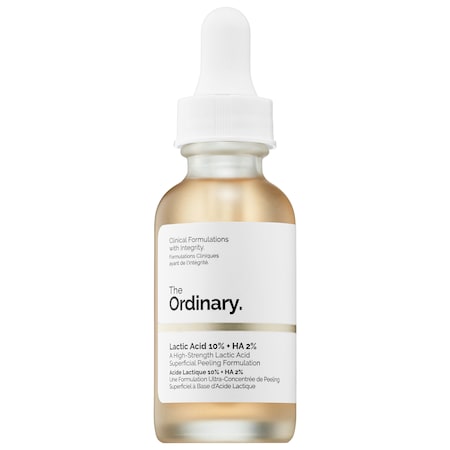 Clinical Formulations
with Integrity.
Formulations Cliniques
avant de l'intégrité.
The
Ordinary.
Lactic Acid 10% + HA 2%
A High-Strength Lactic Acid
Superficial Peeling Formulation
Acide Lactique 10% + HA 2%
Une Formulation Ultra-Concentrée de Peeling
Superficiel à Base d'Acide Lactique